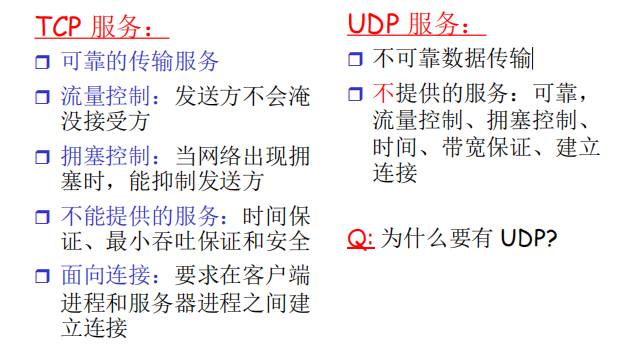 TCP 服务：
可靠的传输服务
流量控制：发送方不会淹
没接受方
拥塞控制：当网络出现拥
塞时，能抑制发送方
不能提供的服务：时间保
证、最小吞吐保证和安全
面向连接：要求在客户端
进程和服务器进程之间建
立连接
UDP 服务：
不可靠数据传输
不提供的服务：可靠，
流量控制、拥塞控制、
时间、带宽保证、建立
连接
Q: 为什么要有 UDP?